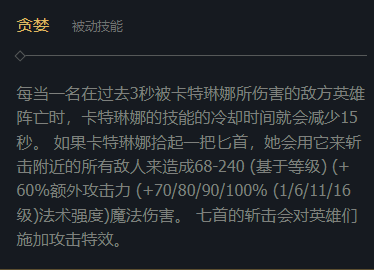 贪婪 被动技能
每当一名在过去3秒被卡特琳娜所伤害的敌方英雄
阵亡时，卡特琳娜的技能的冷却时间就会减少15
秒。 如果卡特琳娜拾起一把匕首，她会用它来斩
击附近的所有敌人来造成68-240 (基于等级) (+
60%额外攻击力 (+70/80/90/100% (1/6/11/16
级)法术强度)魔法伤害。 七首的斩击会对英雄们
施加攻击特效。